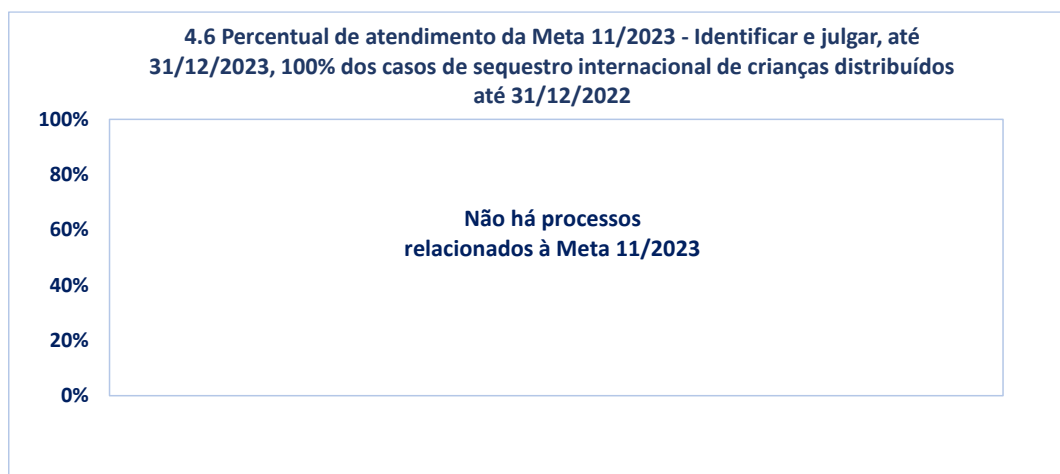 4.6 Percentual de atendimento da Meta 11/2023 - Identificar e julgar, até
31/12/2023, 100% dos casos de sequestro internacional de crianças distribuídos
até 31/12/2022
100%
80%
60%
40%
20%
0%
Não há processos
relacionados à Meta 11/2023